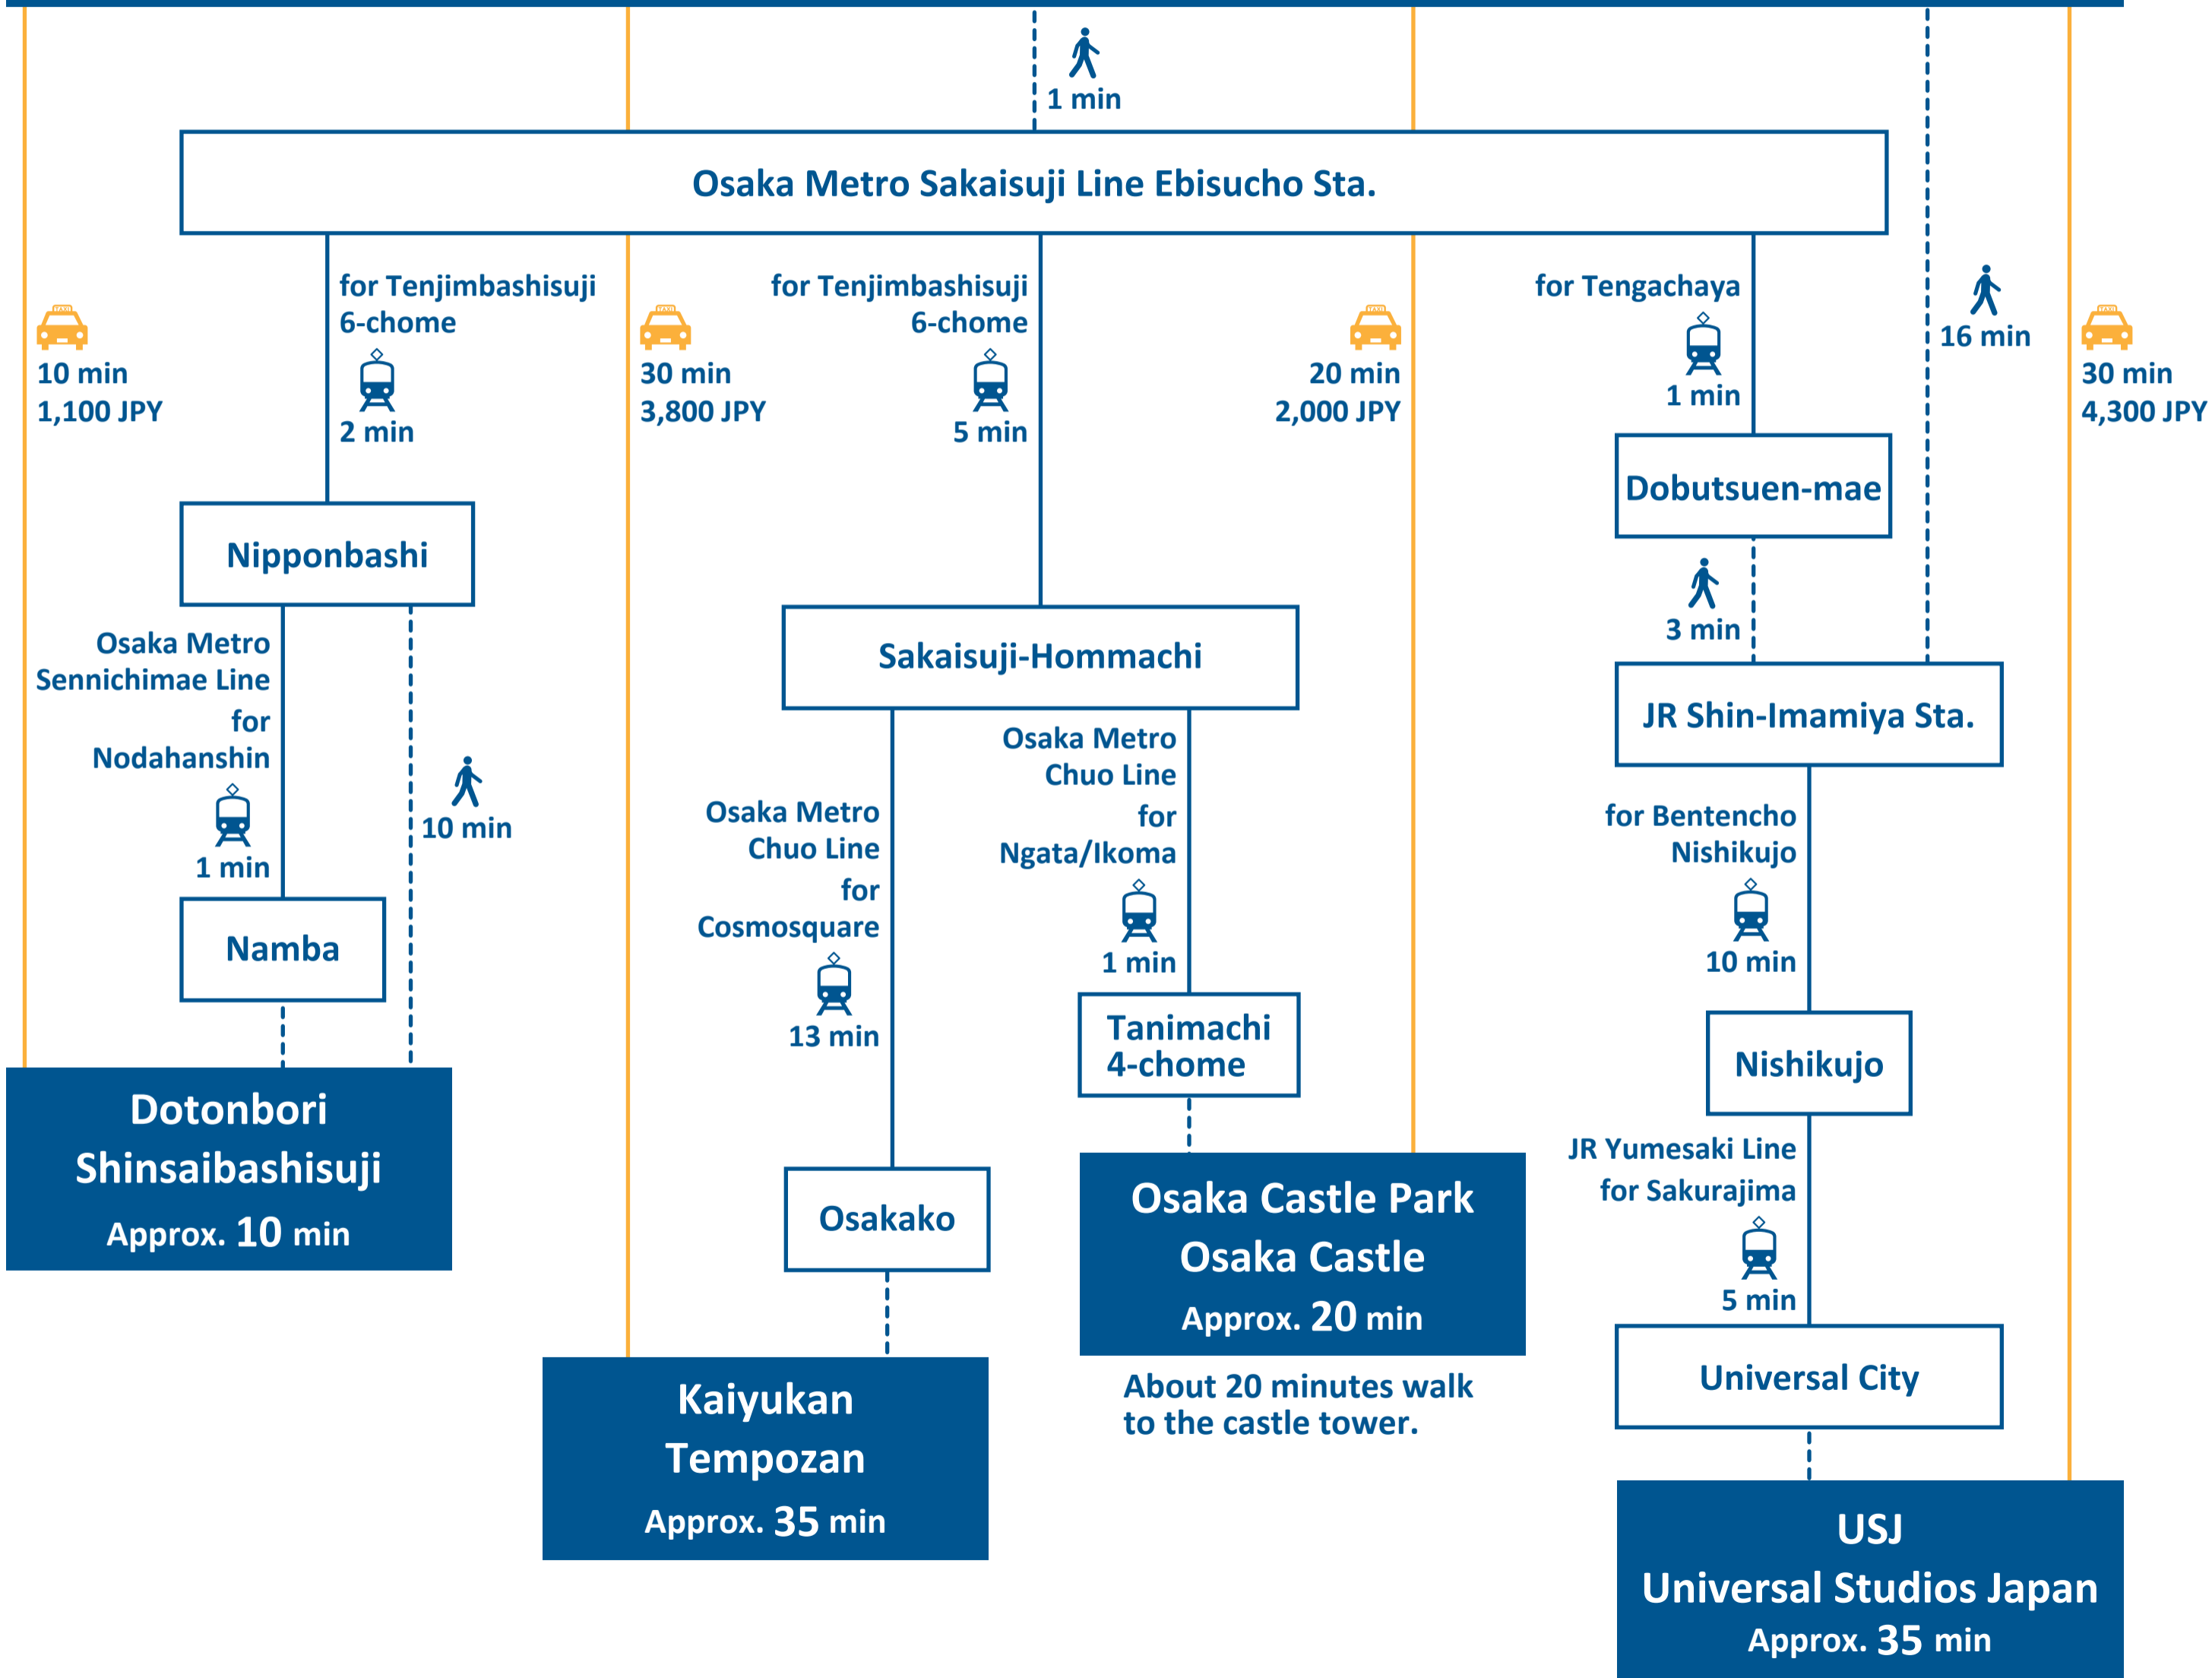 1 min
Osaka Metro Sakaisuji Line Ebisucho Sta.
TAXI
10 min
1,100 JPY
for Tenjimbashisuji
6-chome
2 min
TAXI
30 min
3,800 JPY
for Tenjimbashisuji
6-chome
5 min
TAXI
20 min
2,000 JPY
for Tengachaya
1 min
16 min
TAXI
30 min
4,300 JPY
Nipponbashi
Osaka Metro
Sennichimae Line
for
Nodahanshin
1 min
10 min
Namba
Dotonbori
Shinsaibashisuji
Approx. 10 min
Sakaisuji-Hommachi
Osaka Metro
Chuo Line
for
Cosmosquare
13 min
Osakako
Kaiyukan
Tempozan
Approx. 35 min
Osaka Metro
Chuo Line
for
Ngata/Ikoma
1 min
Tanimachi
4-chome
Osaka Castle Park
Osaka Castle
Approx. 20 min
About 20 minutes walk
to the castle tower.
Dobutsuen-mae
3 min
JR Shin-Imamiya Sta.
for Bentencho
Nishikujo
10 min
Nishikujo
JR Yumesaki Line
for Sakurajima
5 min
Universal City
USJ
Universal Studios Japan
Approx. 35 min